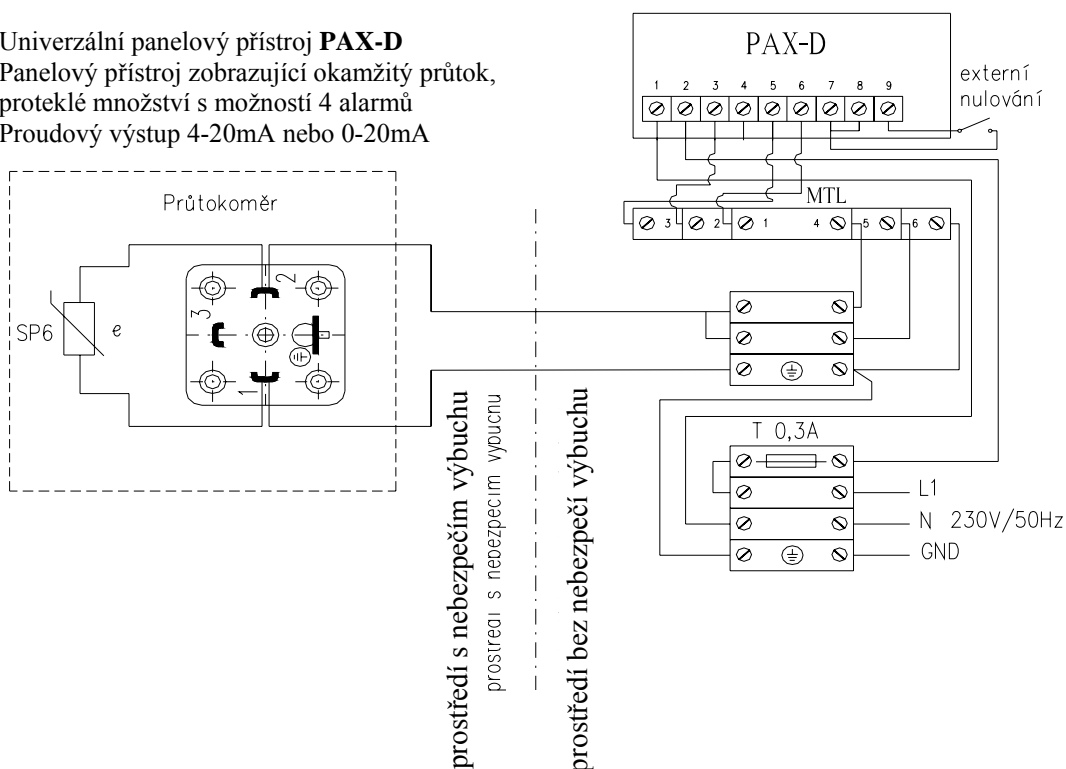 Univerzální panelový přístroj PAX-D
Panelový přístroj zobrazující okamžitý průtok,
proteklé množství s možností 4 alarmů
Proudový výstup 4-20mA nebo 0-20mA
PAX-D
1 2 3 4 5 6 7 8 9
externí
nulování
MTL
3 2 1 4 5 6
Průtokoměr
SP6
e
2
3
1
T 0,3A
L1
N 230V/50Hz
GND
prostředí s nebezpečím výbuchu
prostředí s nebezpečím výbuchu
prostředí bez nebezpečí výbuchu